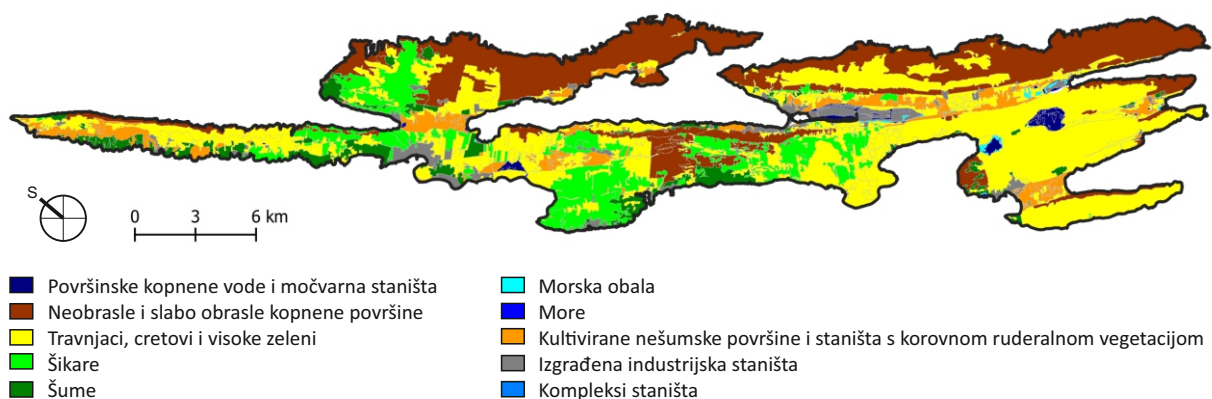 S
0 3 6 km
Površinske kopnene vode i močvarna staništa
Neobrasle i slabo obrasle kopnene površine
Travnjaci, cretovi i visoke zeleni
Šikare
Šume
Morska obala
More
Kultivirane nešumske površine i staništa s korovnom ruderalnom vegetacijom
Izgrađena industrijska staništa
Kompleksi staništa